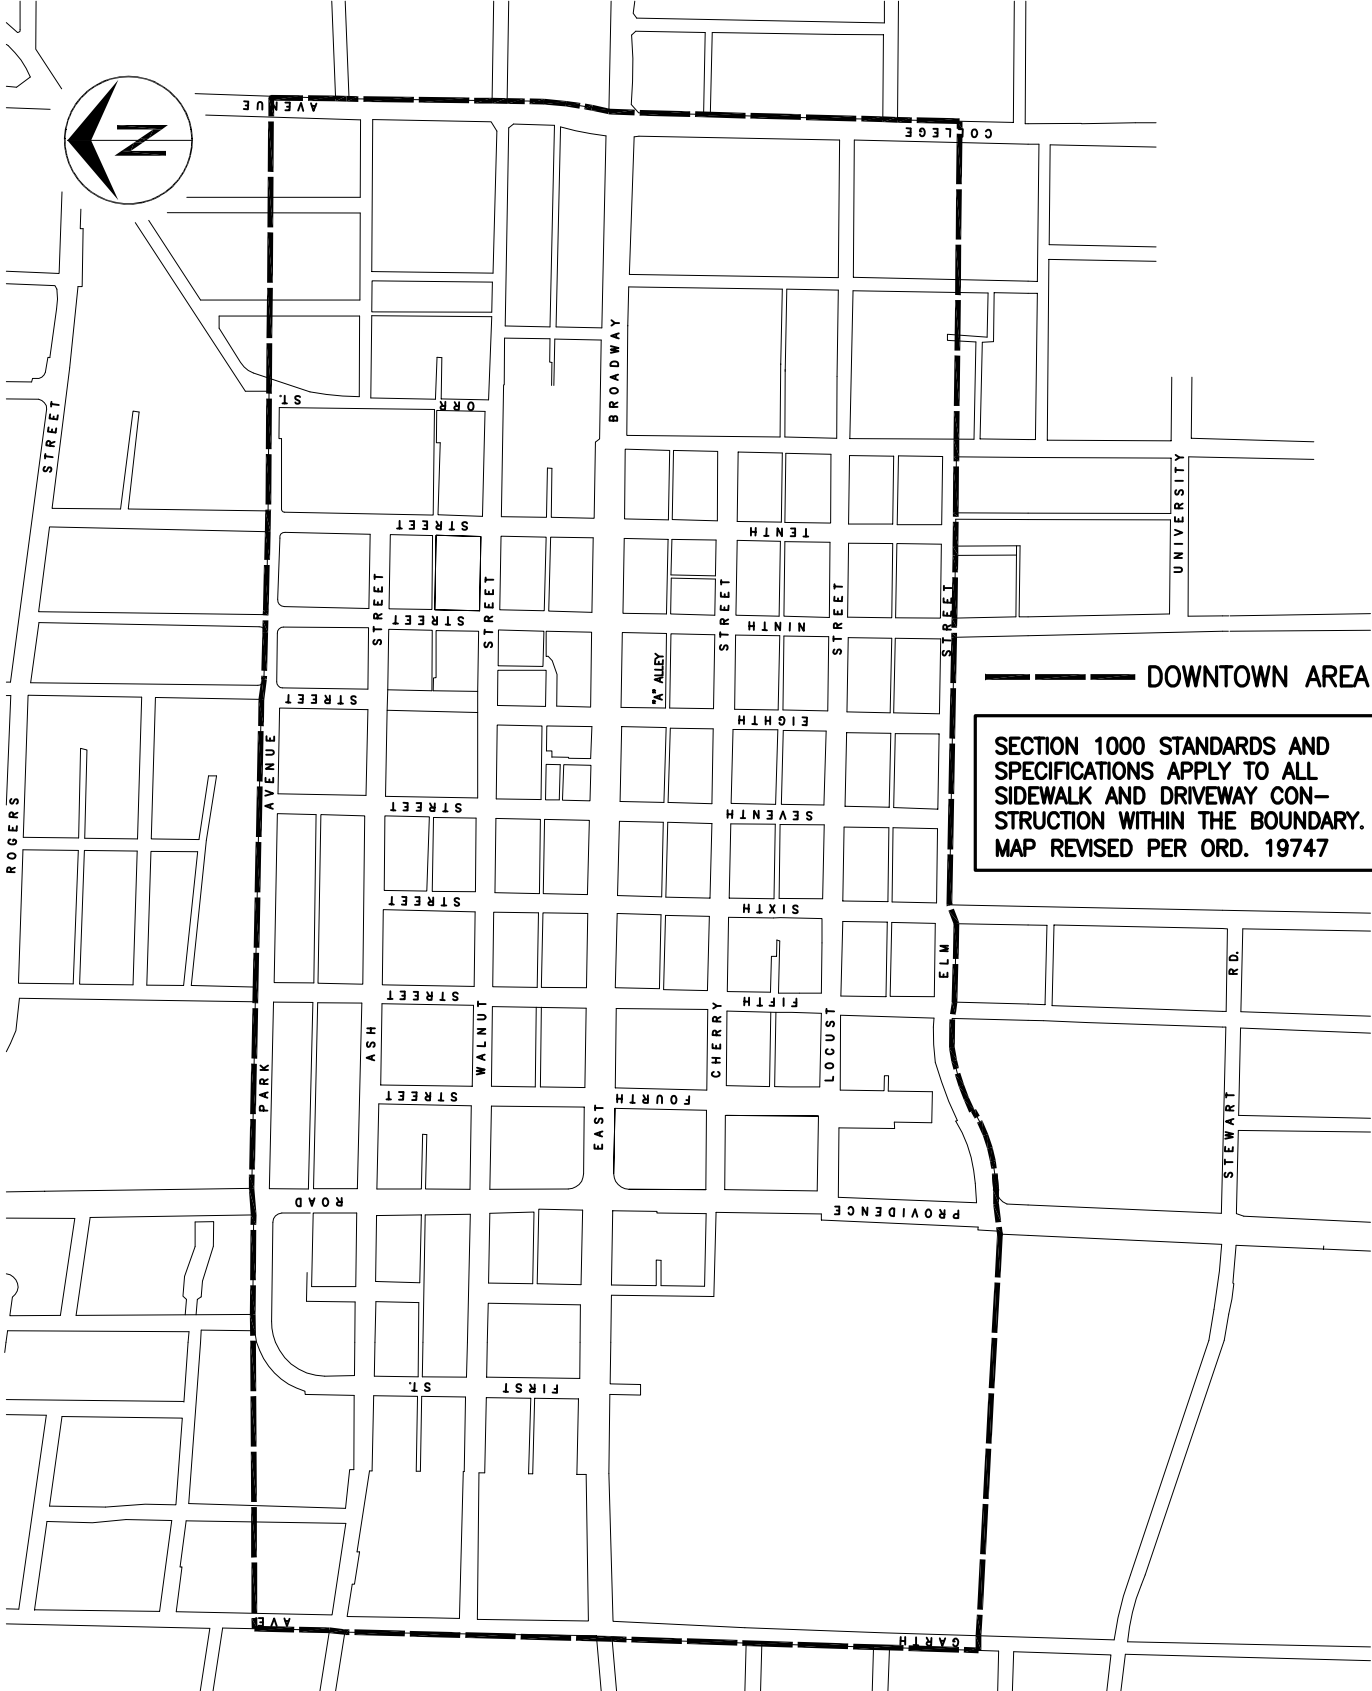 N
AVENUE
COLLEGE
BROADWAY
ST.
ORR
STREET
STREET
TENTH
UNIVERSITY
STREET
STREET
STREET
STREET
STREET
STREET
NINTH
"A" ALLEY
STREET
EIGHTH
DOWNTOWN AREA
SECTION 1000 STANDARDS AND
SPECIFICATIONS APPLY TO ALL
SIDEWALK AND DRIVEWAY CON-
STRUCTION WITHIN THE BOUNDARY.
MAP REVISED PER ORD. 19747
AVENUE
STREET
SEVENTH
ROGERS
STREET
SIXTH
ELM
RD.
STREET
FIFTH
ASH
WALNUT
CHERRY
LOCUST
PARK
STREET
FOURTH
EAST
STEWART
ROAD
PROVIDENCE
ST.
FIRST
AVE
GARTH